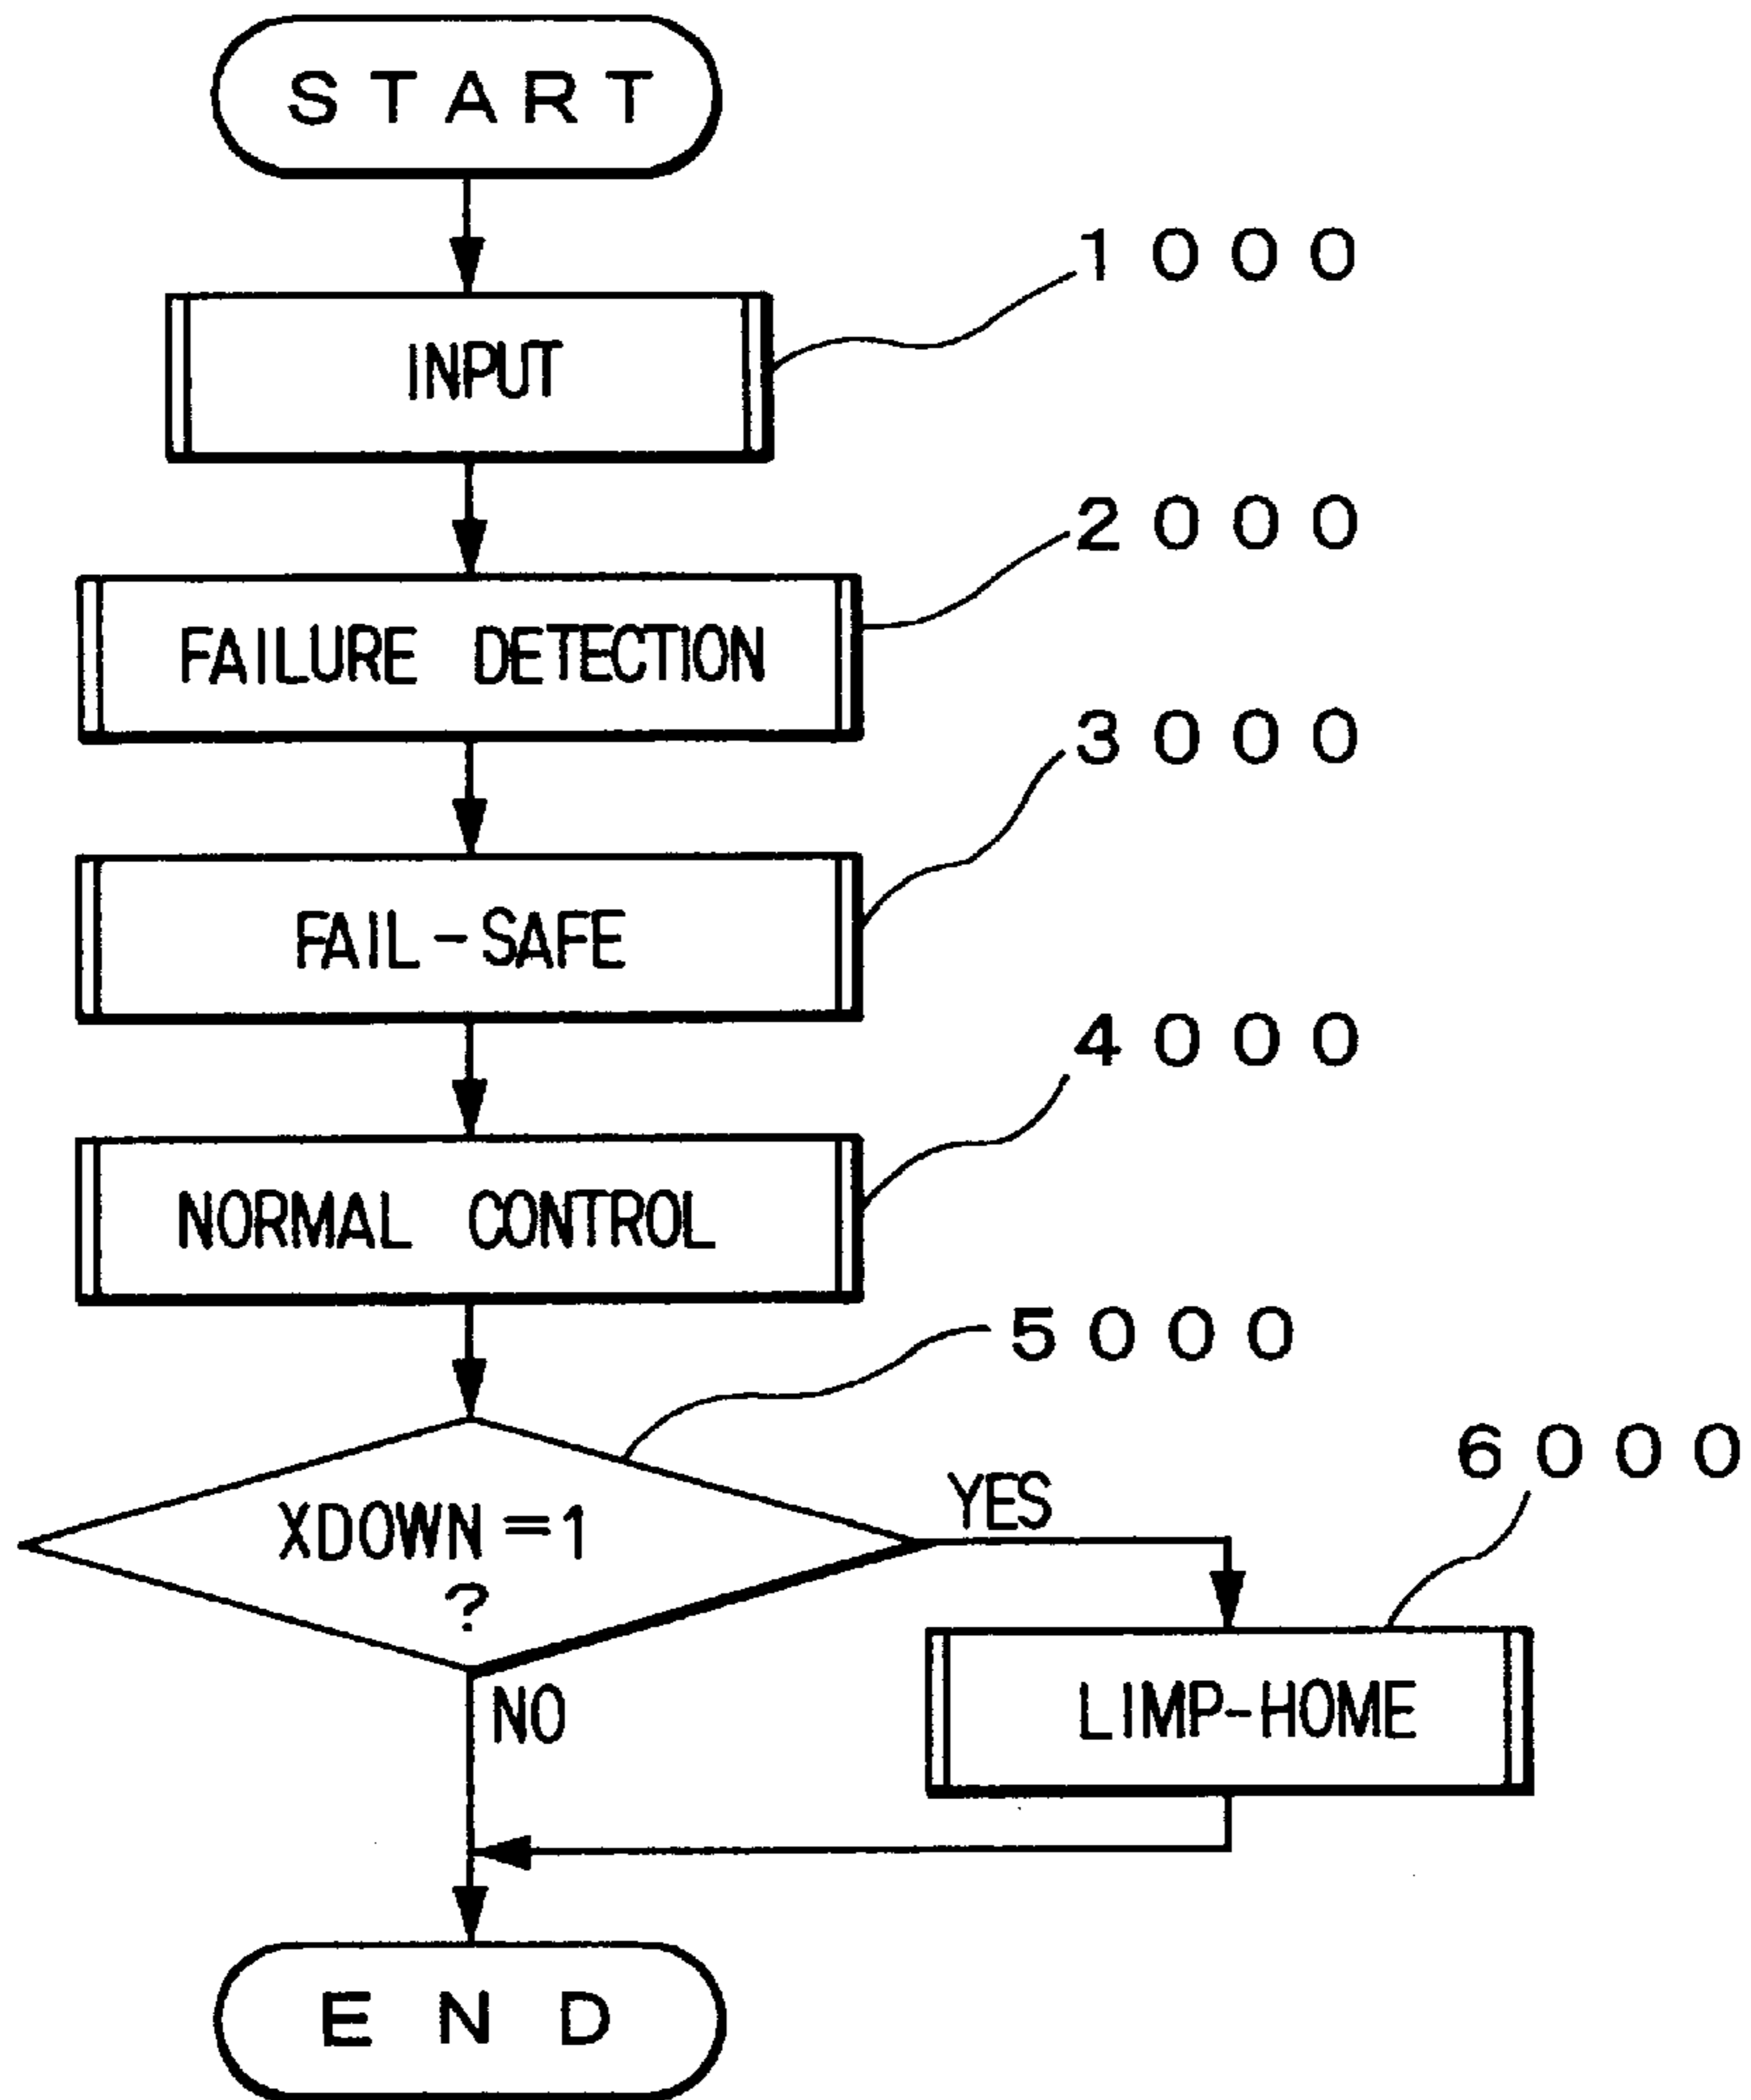 START
1000
INPUT
2000
FAILURE DETECTION
3000
FAIL-SAFE
4000
NORMAL CONTROL
5000
XDOWN=1
?
YES
6000
NO
LIMP-HOME
END